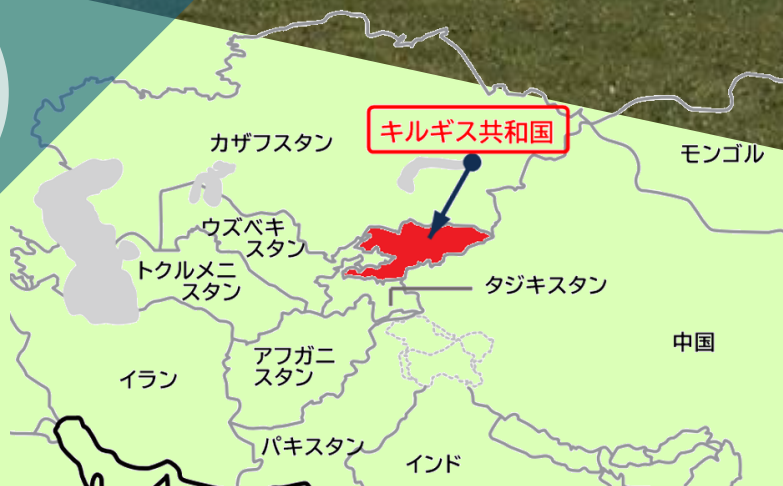 キルギス共和国
カザフスタン
モンゴル
ウズベキ
スタン
トクルメニ
スタン
タジキスタン
中国
アフガニ
スタン
イラン
パキスタン
インド